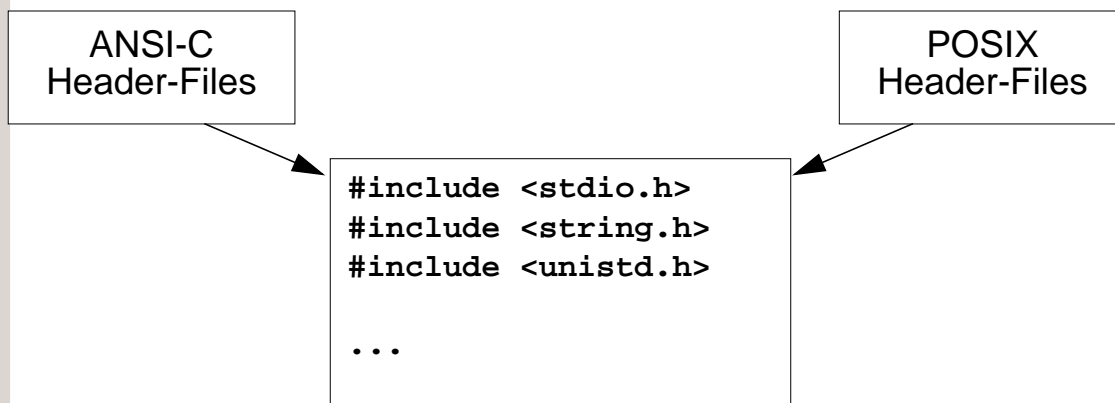 ANSI-C
Header-Files
POSIX
Header-Files
#include <stdio.h>
#include <string.h>
#include <unistd.h>
...